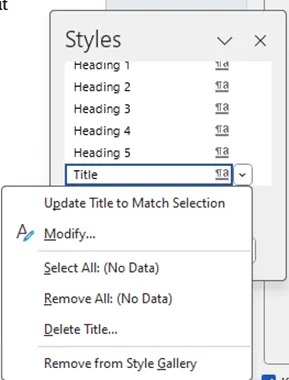 Styles
Heading 1
Heading 2
Heading 3
Heading 4
Heading 5
Title
Update Title to Match Selection
Modify...
Select All: (No Data)
Remove All: (No Data)
Delete Title...
Remove from Style Gallery